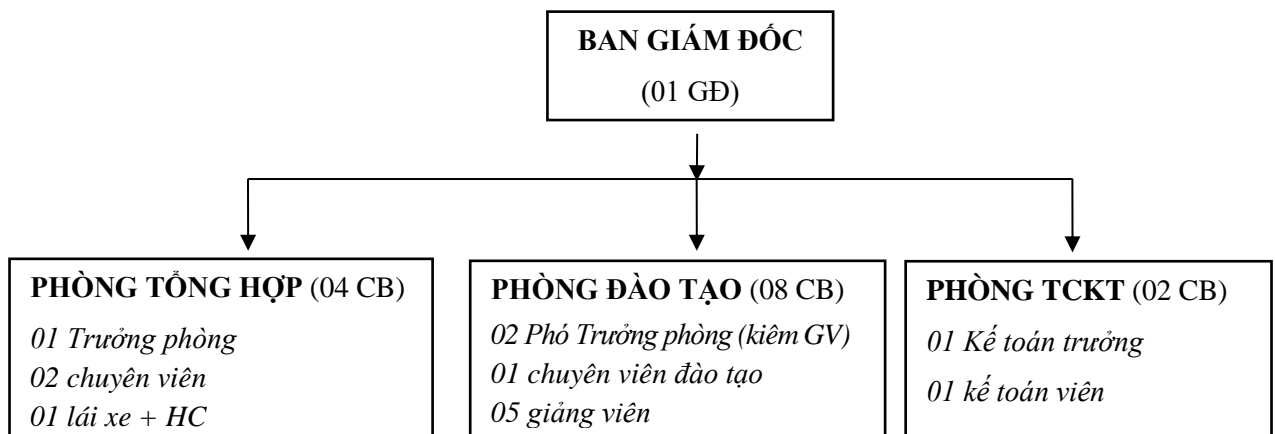 BAN GIÁM ĐỐC
(01 GĐ)
PHÒNG TỔNG HỢP (04 CB)
01 Trưởng phòng
02 chuyên viên
01 lái xe + HC
PHÒNG ĐÀO TẠO (08 CB)
02 Phó Trưởng phòng (kiêm GV)
01 chuyên viên đào tạo
05 giảng viên
PHÒNG TCKT (02 CB)
01 Kế toán trưởng
01 kế toán viên